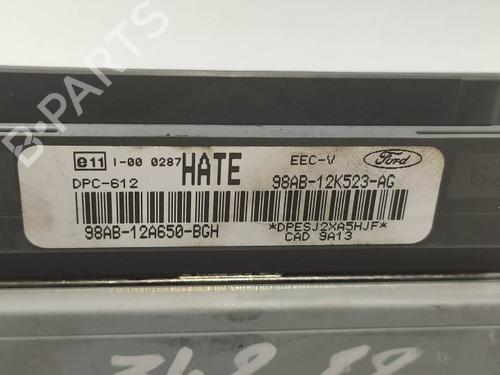 e11 I-00 0287 HATE EEC-V Ford
DPC-612 98AB-12K523-AG
98AB-12A650-BGH *DPESJ2XA5HJF*
CAD 9A13
B-PARTS